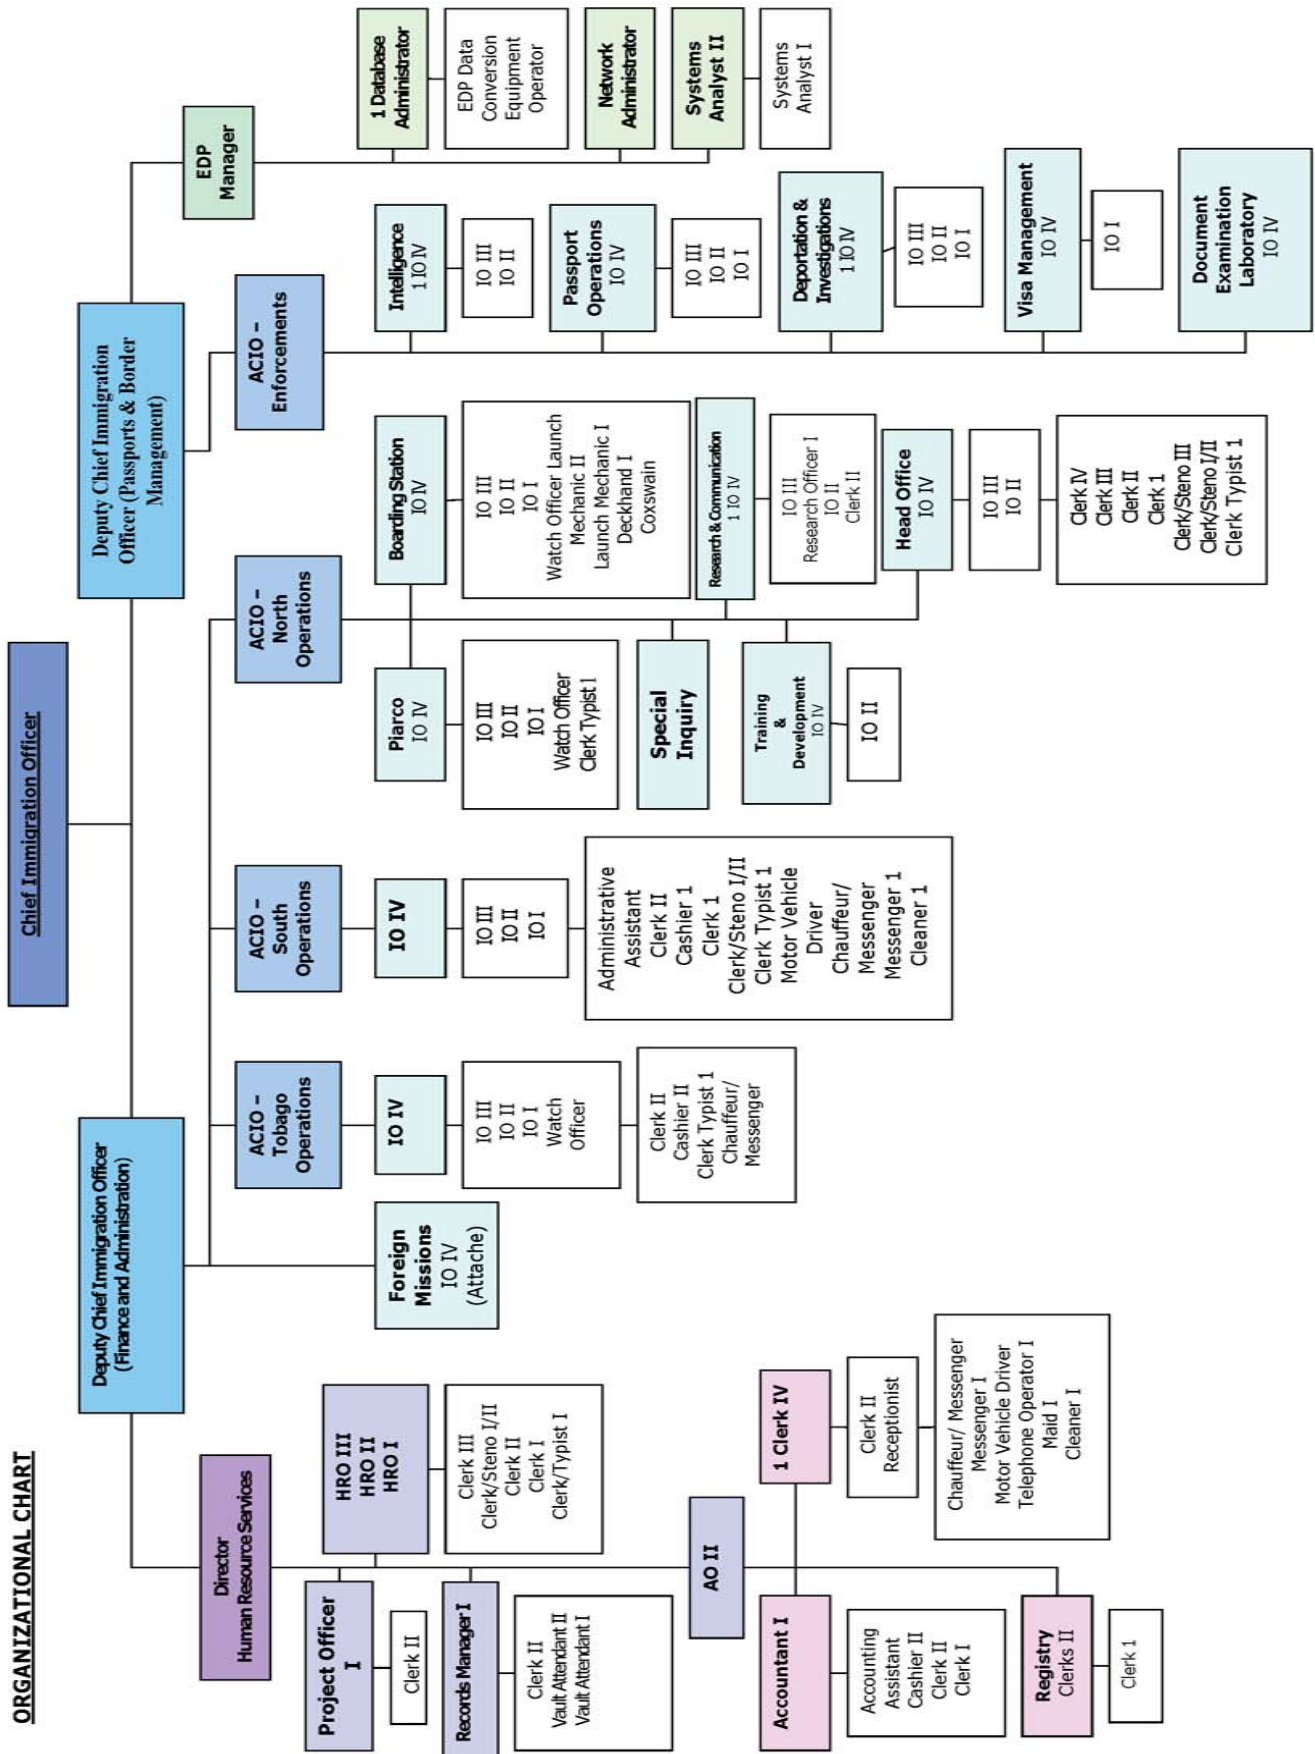 ORGANIZATIONAL CHART
Chief Immigration Officer
Deputy Chief Immigration Officer
(Finance and Administration)
Deputy Chief Immigration
Officer (Passports & Border
Management)
Director
Human Resource Services
Project Officer
I
Clerk II
HRO III
HRO II
HRO I
Clerk III
Clerk/Steno I/II
Clerk II
Clerk I
Clerk/Typist I
Records Manager I
Clerk II
Vault Attendant II
Vault Attendant I
AO II
Accountant I
Accounting
Assistant
Cashier II
Clerk II
Clerk I
1 Clerk IV
Clerk II
Receptionist
Chauffeur/ Messenger
Messenger I
Motor Vehicle Driver
Telephone Operator I
Maid I
Cleaner I
Registry
Clerks II
Clerk 1
Foreign
Missions
IO IV
(Attache)
ACIO –
Tobago
Operations
IO IV
IO III
IO II
IO I
Watch
Officer
Clerk II
Cashier II
Clerk Typist 1
Chauffeur/
Messenger
ACIO –
South
Operations
IO IV
IO III
IO II
IO I
Administrative
Assistant
Clerk II
Cashier 1
Clerk 1
Clerk/Steno I/II
Clerk Typist 1
Motor Vehicle
Driver
Chauffeur/
Messenger
Messenger 1
Cleaner 1
ACIO –
North
Operations
Piarco
IO IV
IO III
IO II
IO I
Watch Officer
Clerk Typist I
Boarding Station
IO IV
IO III
IO II
IO I
Watch Officer Launch
Mechanic II
Launch Mechanic I
Deckhand I
Coxswain
Special
Inquiry
Research & Communication
1 IO IV
IO III
Research Officer I
IO II
Clerk II
Training
&
Development
IO IV
IO II
Head Office
IO IV
IO III
IO II
Clerk IV
Clerk III
Clerk II
Clerk 1
Clerk/Steno III
Clerk/Steno I/II
Clerk Typist 1
ACIO –
Enforcements
Intelligence
1 IO IV
IO III
IO II
Passport
Operations
IO IV
IO III
IO II
IO I
Deportation &
Investigations
1 IO IV
IO III
IO II
IO I
Visa Management
IO IV
IO I
Document
Examination
Laboratory
IO IV
EDP
Manager
1 Database
Administrator
EDP Data
Conversion
Equipment
Operator
Network
Administrator
Systems
Analyst II
Systems
Analyst I